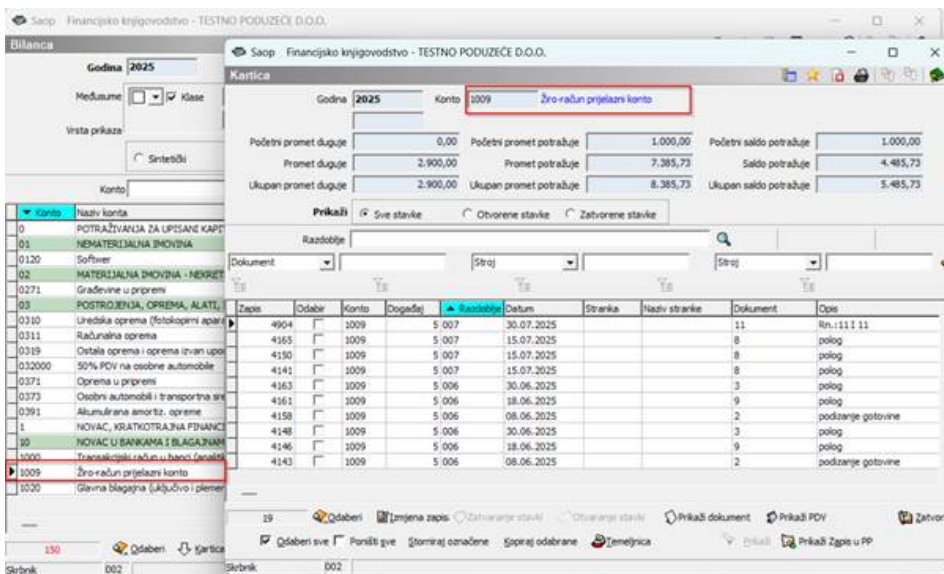 Saop Financijsko knjigovodstvo - TESTNO PODUZEĆE D.O.O.
Bilanca
Godina 2025
Međusume Klase
Vrsta prikaza
Sintetički
Konto
Konto Naziv konta
0 POTRAŽIVANJA ZA UPISANI KAPIT
01 NEMATERIJALNA IMOVINA
0120 Softwer
02 MATERIJALNA IMOVINA - NEKRET
0271 Građevine u pripremi
03 POSTROJENJA, OPREMA, ALATI,
0310 Uredska oprema (fotokopirni apara
0311 Računalna oprema
0319 Ostala oprema i oprema izvan upor
032000 50% PDV na osobne automobile
0371 Oprema u pripremi
0373 Osobni automobili i transportna sre
0391 Akumulirana amortiz. opreme
1 NOVAC, KRATKOTRAJNA FINANCI
10 NOVAC U BANKAMA I BLAGAJNAM
1000 Transakcijski račun u banci (analitik
1009 Žiro-račun prijelazni konto
1020 Glavna blagajna (uključivo i plemer
150 Odaberi Kartica
Skrbnik 002
Saop Financijsko knjigovodstvo - TESTNO PODUZEĆE D.O.O.
Kartica
Godina 2025 Konto 1009 Žiro-račun prijelazni konto
Početni promet duguje 0,00 Početni promet potražuje 1.000,00 Početni saldo potražuje 1.000,00
Promet duguje 2.900,00 Promet potražuje 7.385,73 Saldo potražuje 4.485,73
Ukupan promet duguje 2.900,00 Ukupan promet potražuje 8.385,73 Ukupan saldo potražuje 5.485,73
Prikaži Sve stavke Otvorene stavke Zatvorene stavke
Razdoblje
Dokument Stroj Stroj
Zapis Odabir Konto Događaj Razdoblje Datum Stranka Naziv stranke Dokument Opis
4904 1009 5 007 30.07.2025 11 Rn.:11 I 11
4165 1009 5 007 15.07.2025 8 polog
4150 1009 5 007 15.07.2025 8 polog
4141 1009 5 007 15.07.2025 8 polog
4163 1009 5 006 30.06.2025 3 polog
4161 1009 5 006 18.06.2025 9 polog
4158 1009 5 006 08.06.2025 2 podizanje gotovine
4148 1009 5 006 30.06.2025 3 polog
4146 1009 5 006 18.06.2025 9 polog
4143 1009 5 006 08.06.2025 2 podizanje gotovine
19 Odaberi Izmjena zapis Zatvaranje stavki Otvaranje stavki Prikaži dokument Prikaži PDV Zatvor
Odaberi sve Poništi sve Storniraj označene Kopiraj odabrane Temeljnica Prikaži Prikaži Zapis u PP
Skrbnik 002